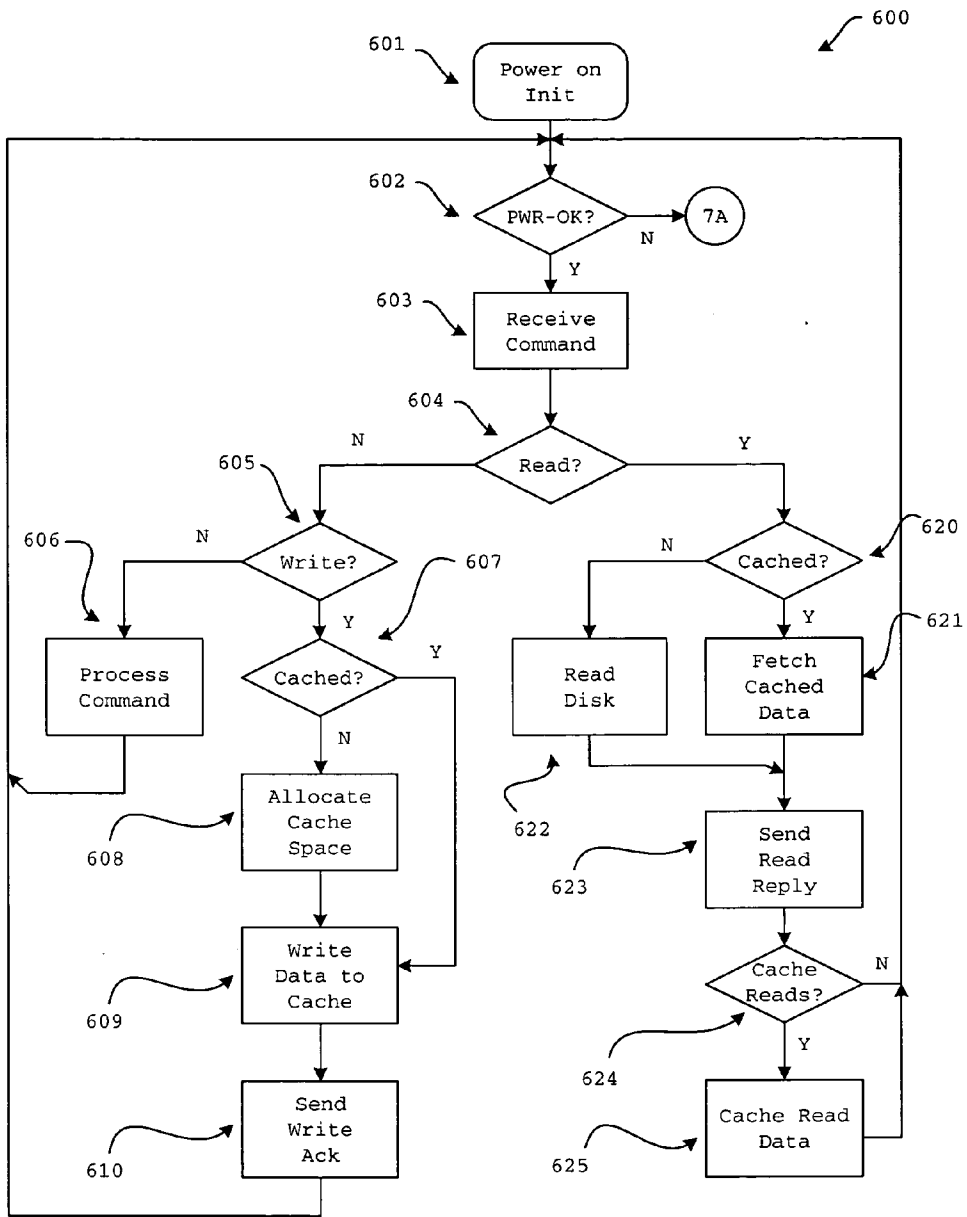 600
601
Power on
Init
602
PWR-OK?
7A
N
Y
603
Receive
Command
604
N
Y
Read?
605
N
Write?
606
607
Y
Y
N
Cached?
620
Y
621
Process
Command
Cached?
N
Read
Disk
Fetch
Cached
Data
622
Allocate
Cache
Space
608
Send
Read
Reply
623
Write
Data to
Cache
609
Cache
Reads?
N
Y
624
Send
Write
Ack
610
Cache Read
Data
625